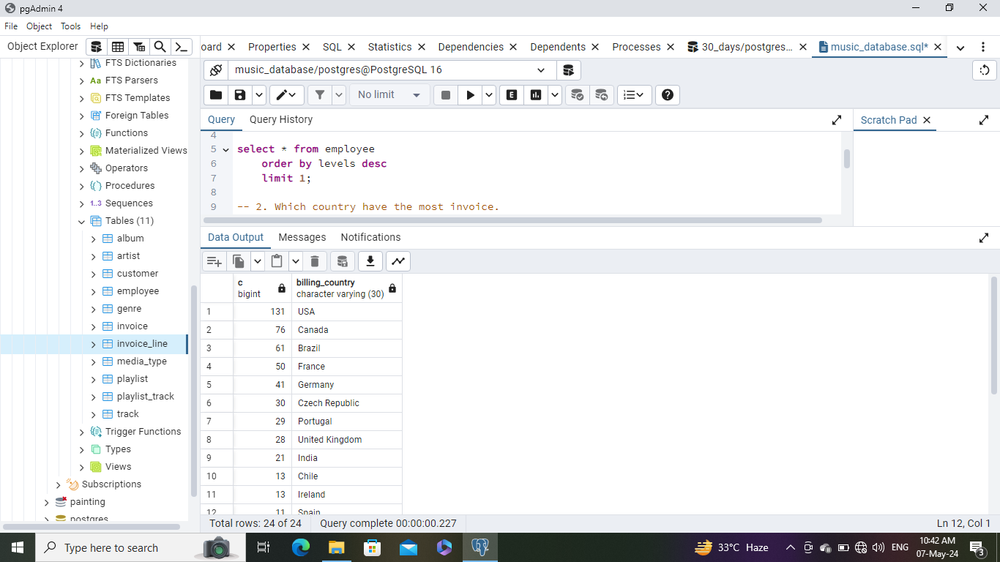 pgAdmin 4
File Object Tools Help
Object Explorer
oard Properties SQL Statistics Dependencies Dependents Processes 30_days/postgres... music_database.sql*
music_database/postgres@PostgreSQL 16
No limit
E
Query Query History
Scratch Pad
4
5 select * from employee
6 order by levels desc
7 limit 1;
8
9 -- 2. Which country have the most invoice.
FTS Dictionaries
Aa FTS Parsers
FTS Templates
Foreign Tables
Functions
Materialized Views
Operators
Procedures
1..3 Sequences
Tables (11)
album
artist
customer
employee
genre
invoice
invoice_line
media_type
playlist
playlist_track
track
Trigger Functions
Types
Views
Subscriptions
painting
postgres
Data Output Messages Notifications
c billing_country
bigint character varying (30)
1 131 USA
2 76 Canada
3 61 Brazil
4 50 France
5 41 Germany
6 30 Czech Republic
7 29 Portugal
8 28 United Kingdom
9 21 India
10 13 Chile
11 13 Ireland
12 11 Spain
Total rows: 24 of 24 Query complete 00:00:00.227 Ln 12, Col 1
Type here to search
33°C Haze
ENG
10:42 AM
07-May-24
3